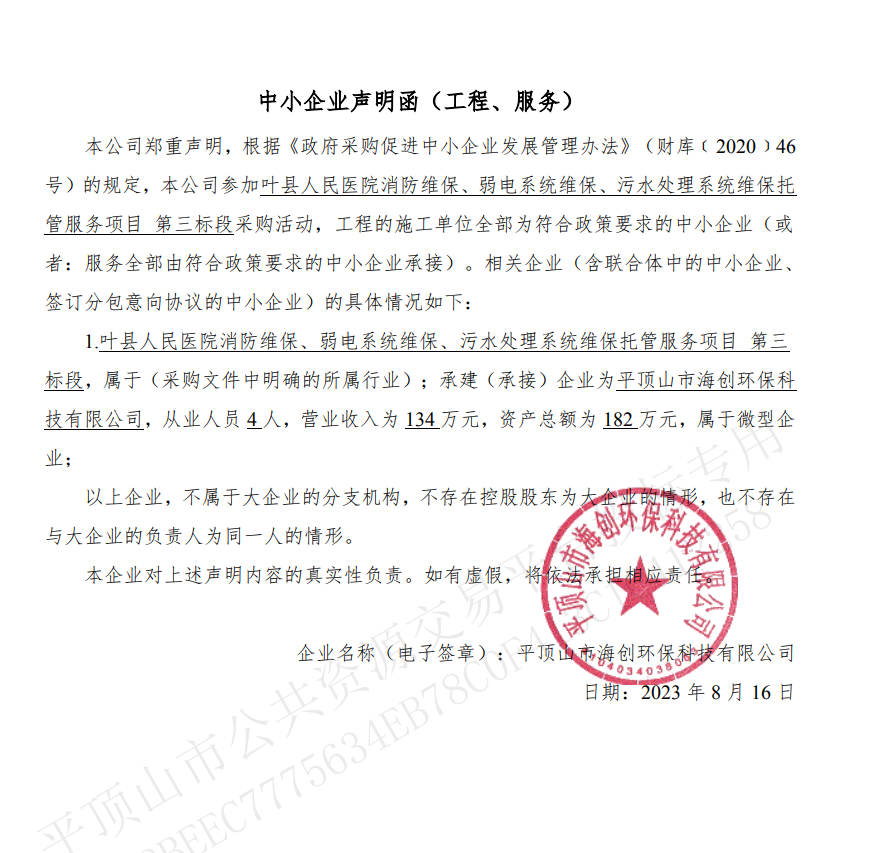 中小企业声明函（工程、服务）
本公司郑重声明，根据《政府采购促进中小企业发展管理办法》（财库﹝2020﹞46
号）的规定，本公司参加叶县人民医院消防维保、弱电系统维保、污水处理系统维保托
管服务项目 第三标段采购活动，工程的施工单位全部为符合政策要求的中小企业（或
者：服务全部由符合政策要求的中小企业承接）。相关企业（含联合体中的中小企业、
签订分包意向协议的中小企业）的具体情况如下：
1.叶县人民医院消防维保、弱电系统维保、污水处理系统维保托管服务项目 第三
标段，属于（采购文件中明确的所属行业）；承建（承接）企业为平顶山市海创环保科
技有限公司，从业人员 4 人，营业收入为 134 万元，资产总额为 182 万元，属于微型企
业；
以上企业，不属于大企业的分支机构，不存在控股股东为大企业的情形，也不存在
与大企业的负责人为同一人的情形。
本企业对上述声明内容的真实性负责。如有虚假，将依法承担相应责任。
企业名称（电子签章）：平顶山市海创环保科技有限公司
日期：2023 年 8 月 16 日
平顶山市海创环保科技有限公司
平顶山市公共资源交易平
专用
BEEC7775634EB78C0F4